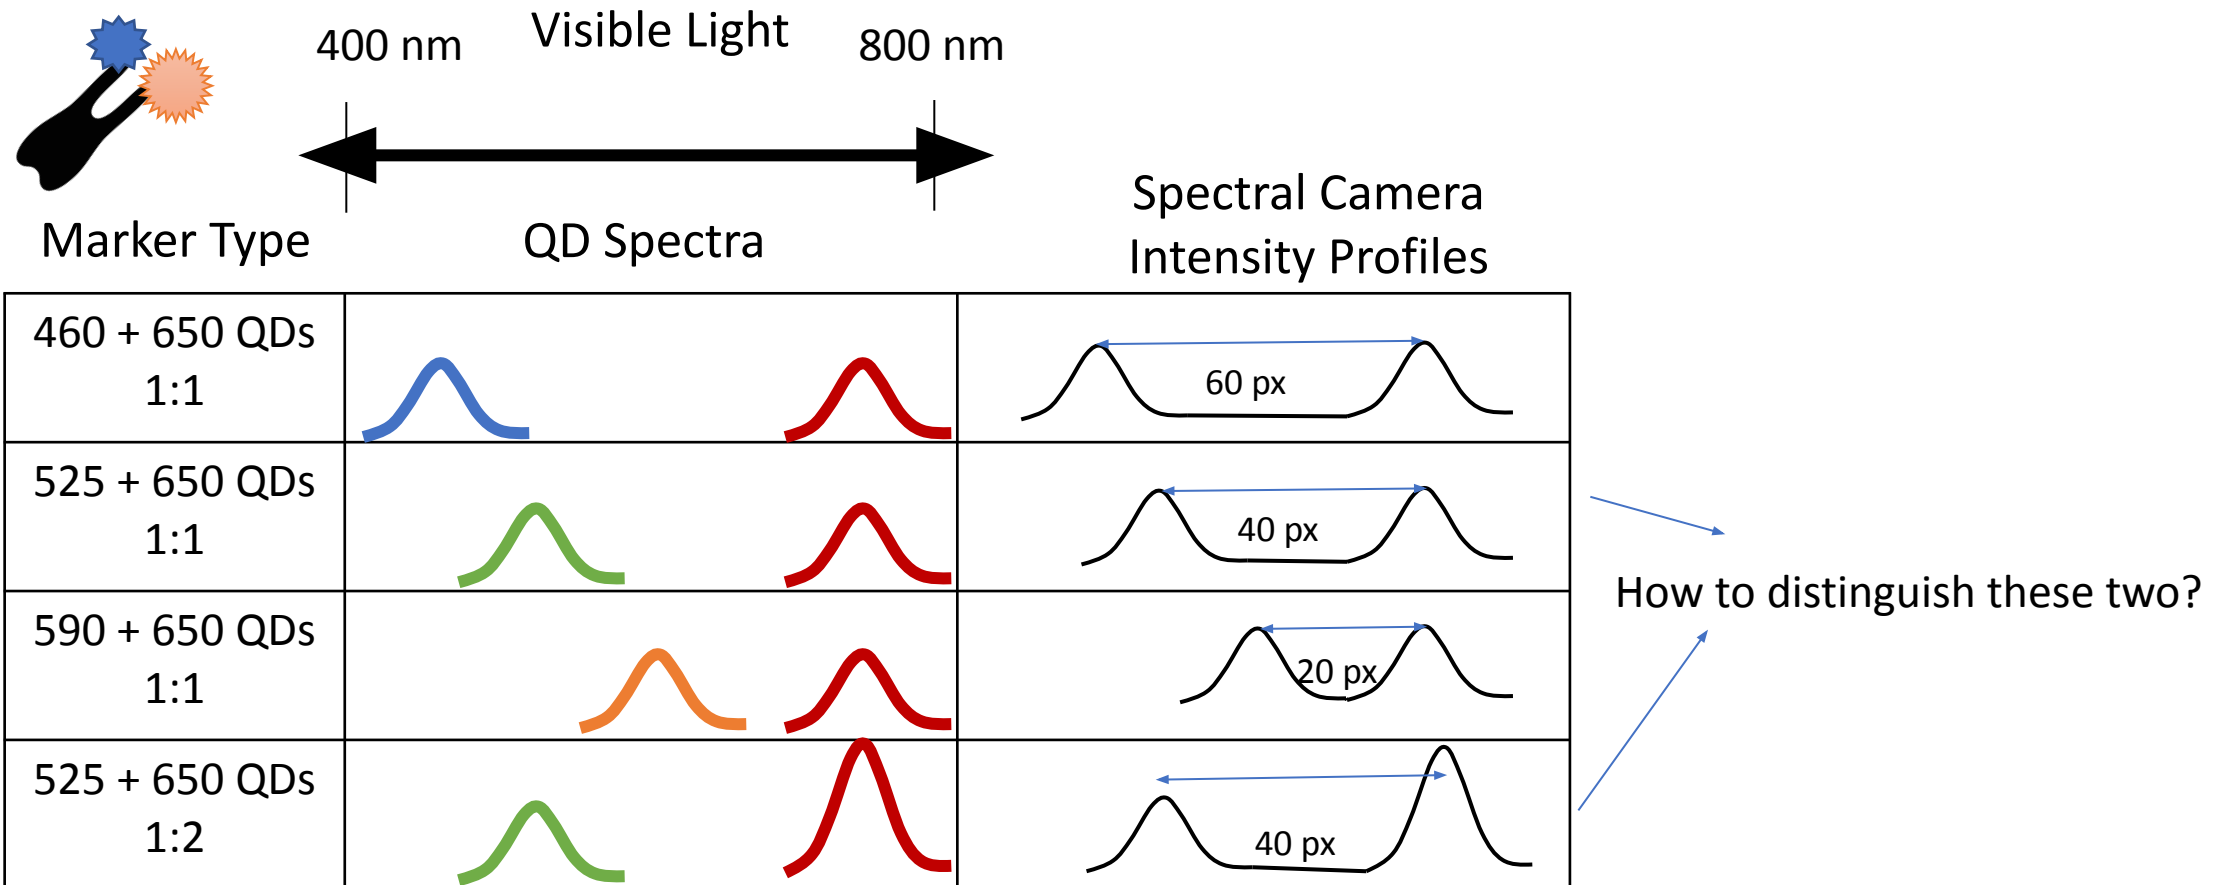 400 nm
Visible Light
800 nm
Marker Type
QD Spectra
Spectral Camera
Intensity Profiles
460 + 650 QDs
1:1
60 px
525 + 650 QDs
1:1
40 px
How to distinguish these two?
590 + 650 QDs
1:1
20 px
525 + 650 QDs
1:2
40 px